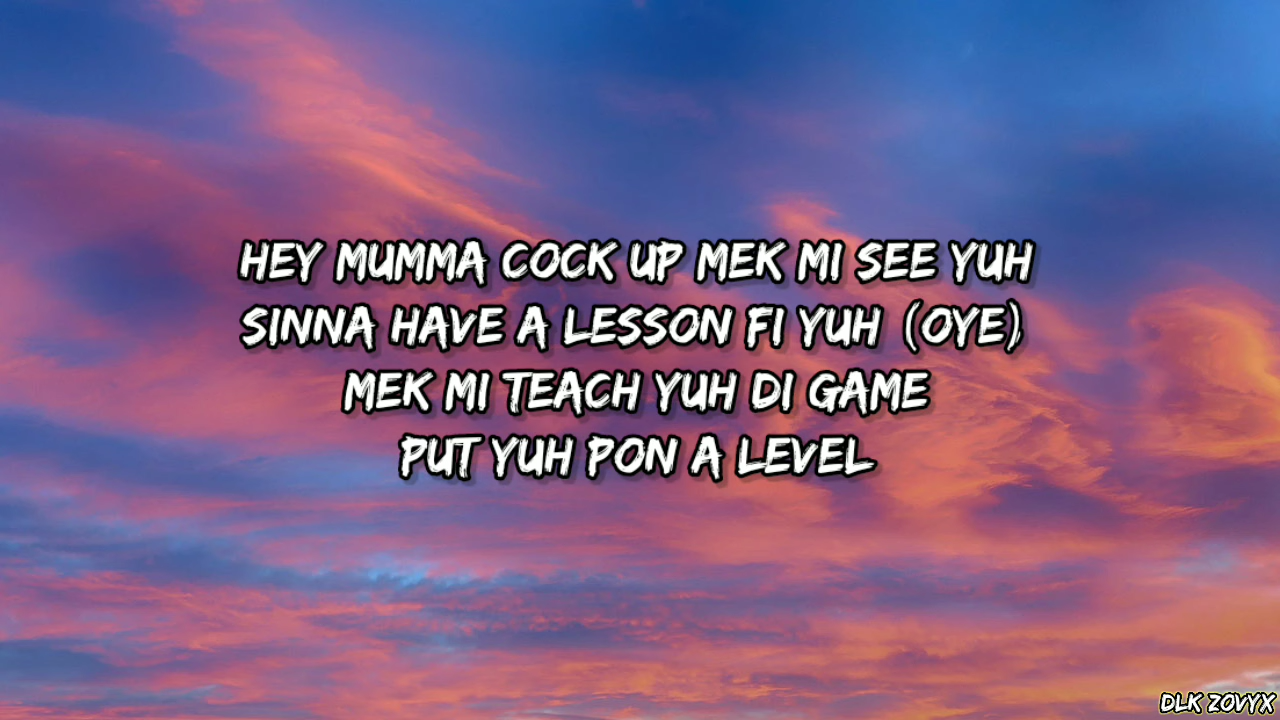 HEY MUMMA COCK UP MEK MI SEE YUH
SINNA HAVE A LESSON FI YUH (OYE)
MEK MI TEACH YUH DI GAME
PUT YUH PON A LEVEL
DLK ZOVYX